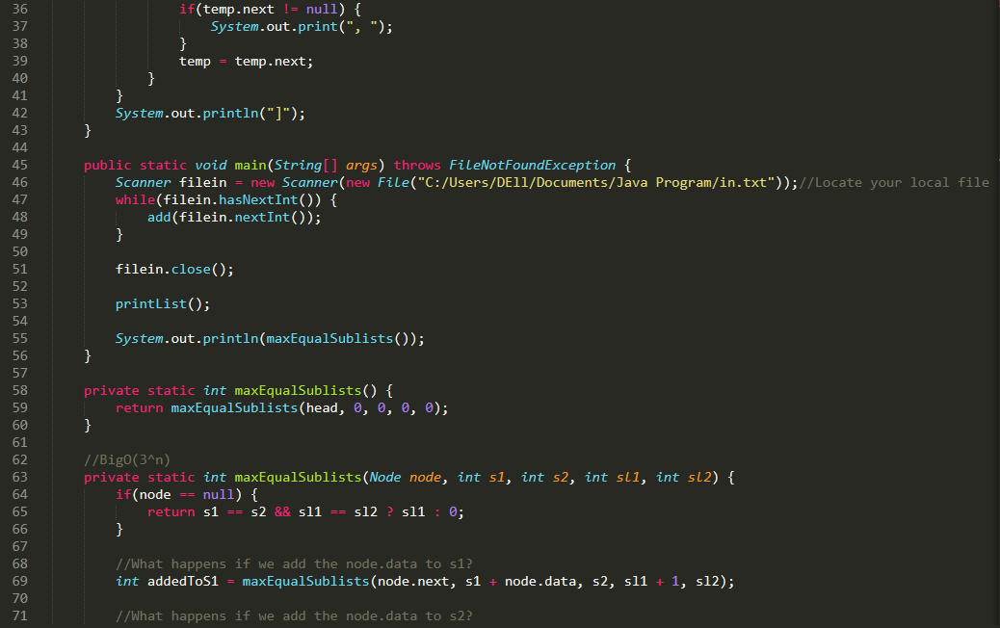 36 if(temp.next != null) {
37 System.out.print(", ");
38 }
39 temp = temp.next;
40 }
41 }
42 System.out.println("]");
43 }
44
45 public static void main(String[] args) throws FileNotFoundException {
46 Scanner filein = new Scanner(new File("C:/Users/DEll/Documents/Java Program/in.txt"));//Locate your local file
47 while(filein.hasNextInt()) {
48 add(filein.nextInt());
49 }
50
51 filein.close();
52
53 printList();
54
55 System.out.println(maxEqualSublists());
56 }
57
58 private static int maxEqualSublists() {
59 return maxEqualSublists(head, 0, 0, 0, 0);
60 }
61
62 //BigO(3^n)
63 private static int maxEqualSublists(Node node, int s1, int s2, int sl1, int sl2) {
64 if(node == null) {
65 return s1 == s2 && sl1 == sl2 ? sl1 : 0;
66 }
67
68 //What happens if we add the node.data to s1?
69 int addedToS1 = maxEqualSublists(node.next, s1 + node.data, s2, sl1 + 1, sl2);
70
71 //What happens if we add the node.data to s2?